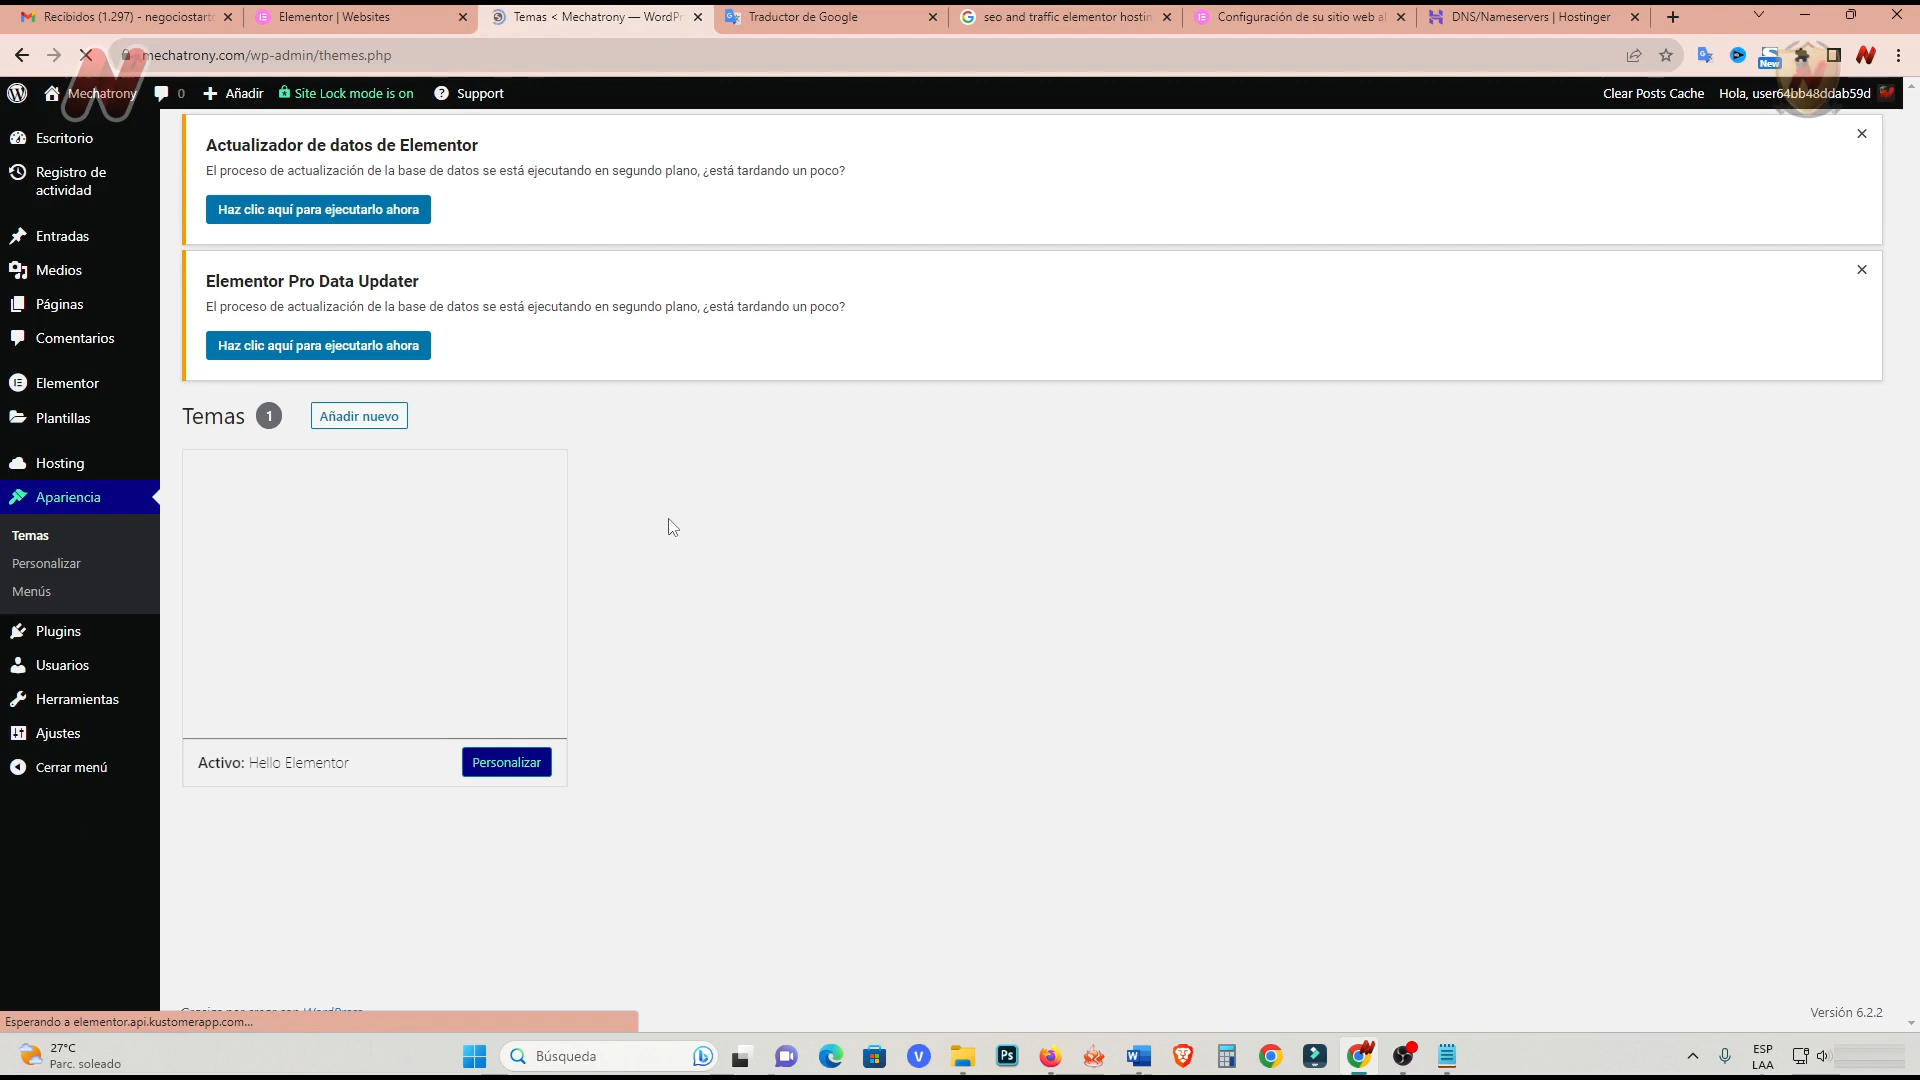 Recibidos (1.297) - negociostart
Elementor | Websites
Temas < Mechatrony — WordPr
Traductor de Google
seo and traffic elementor hostin
Configuración de su sitio web al
DNS/Nameservers | Hostinger
mechatrony.com/wp-admin/themes.php
New
Mechatrony
0
Añadir
Site Lock mode is on
Support
Clear Posts Cache
Hola, user64bb48ddab59d
Escritorio
Registro de
actividad
Entradas
Medios
Páginas
Comentarios
Elementor
Plantillas
Hosting
Apariencia
Temas
Personalizar
Menús
Plugins
Usuarios
Herramientas
Ajustes
Cerrar menú
Actualizador de datos de Elementor
El proceso de actualización de la base de datos se está ejecutando en segundo plano, ¿está tardando un poco?
Haz clic aquí para ejecutarlo ahora
Elementor Pro Data Updater
El proceso de actualización de la base de datos se está ejecutando en segundo plano, ¿está tardando un poco?
Haz clic aquí para ejecutarlo ahora
Temas 1
Añadir nuevo
Activo: Hello Elementor
Personalizar
Versión 6.2.2
Esperando a elementor.api.kustomerapp.com...
27°C
Parc. soleado
Búsqueda
ESP
LAA